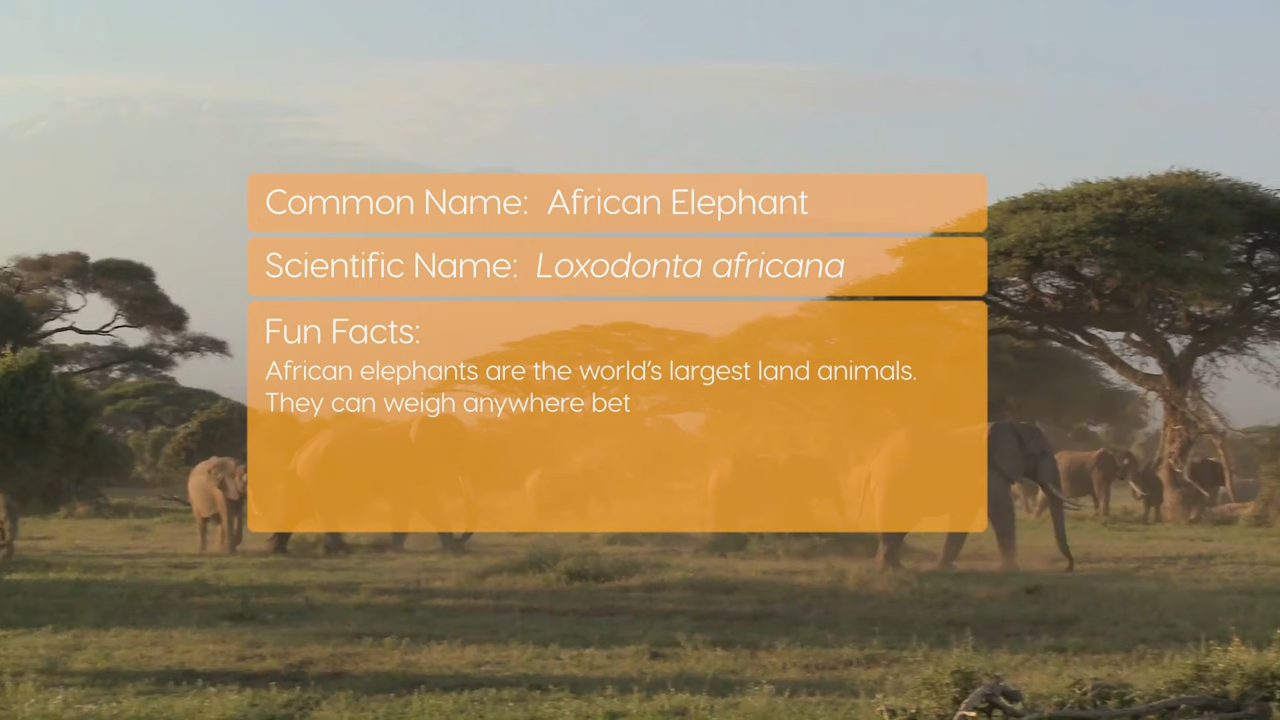 Common Name: African Elephant
Scientific Name: Loxodonta africana
Fun Facts:
African elephants are the world's largest land animals.
They can weigh anywhere bet